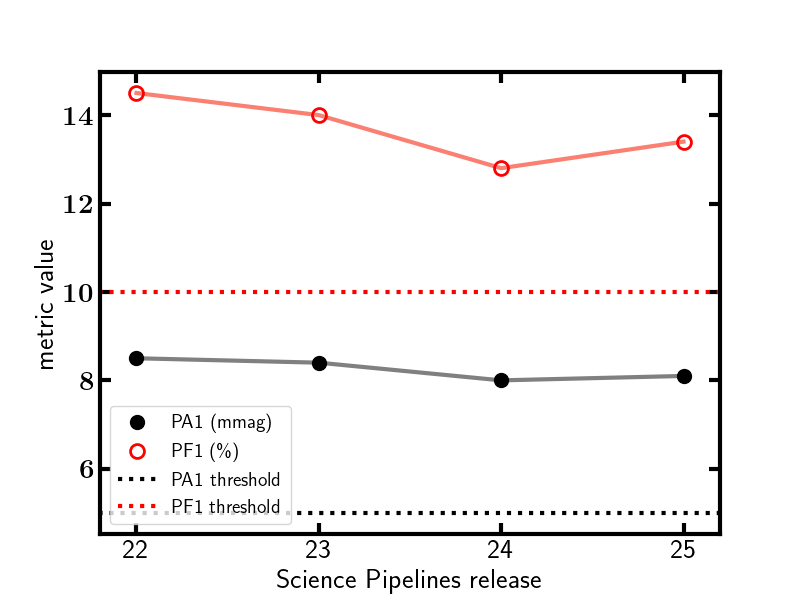 14
12
10
8
6
metric value
PA1 (mmag)
PF1 (%)
PA1 threshold
PF1 threshold
22 23 24 25
Science Pipelines release